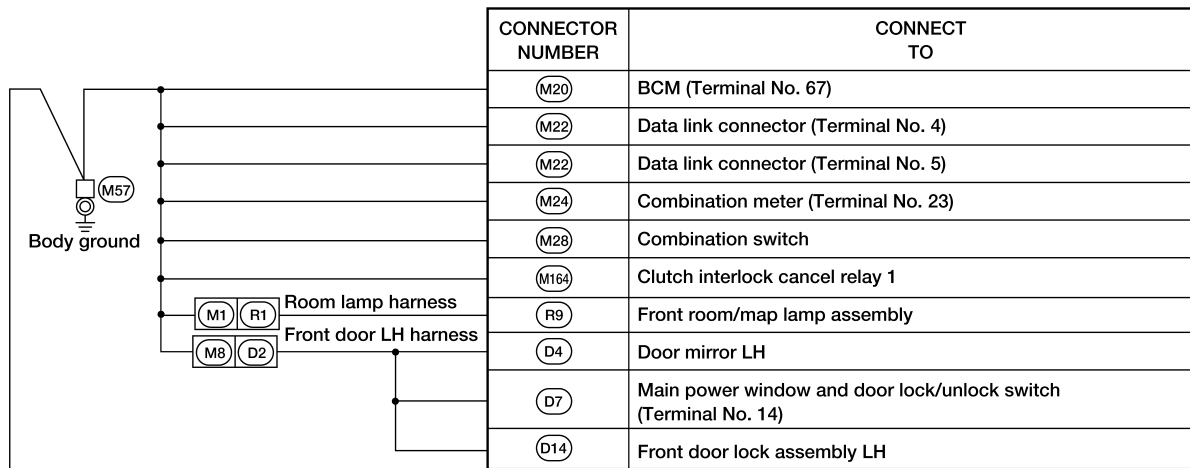 CONNECTOR NUMBER
CONNECT TO
M20 BCM (Terminal No. 67)
M22 Data link connector (Terminal No. 4)
M22 Data link connector (Terminal No. 5)
M57
M24 Combination meter (Terminal No. 23)
Body ground
M28 Combination switch
M164 Clutch interlock cancel relay 1
M1 R1 Room lamp harness
R9 Front room/map lamp assembly
M8 D2 Front door LH harness
D4 Door mirror LH
D7 Main power window and door lock/unlock switch
(Terminal No. 14)
D14 Front door lock assembly LH